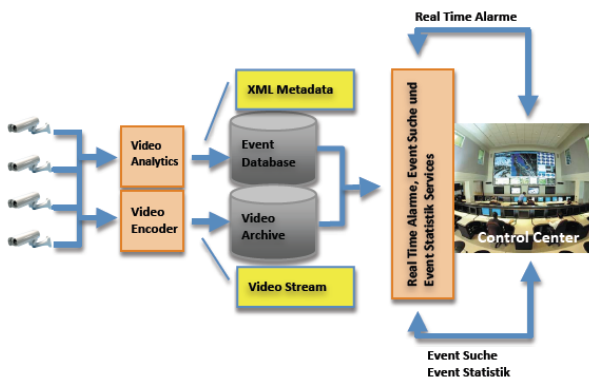 Real Time Alarme
XML Metadata
Video
Analytics
Event
Database
Video
Encoder
Video
Archive
Video Stream
Real Time Alarme, Event Suche und
Event Statistik Services
Control Center
Event Suche
Event Statistik